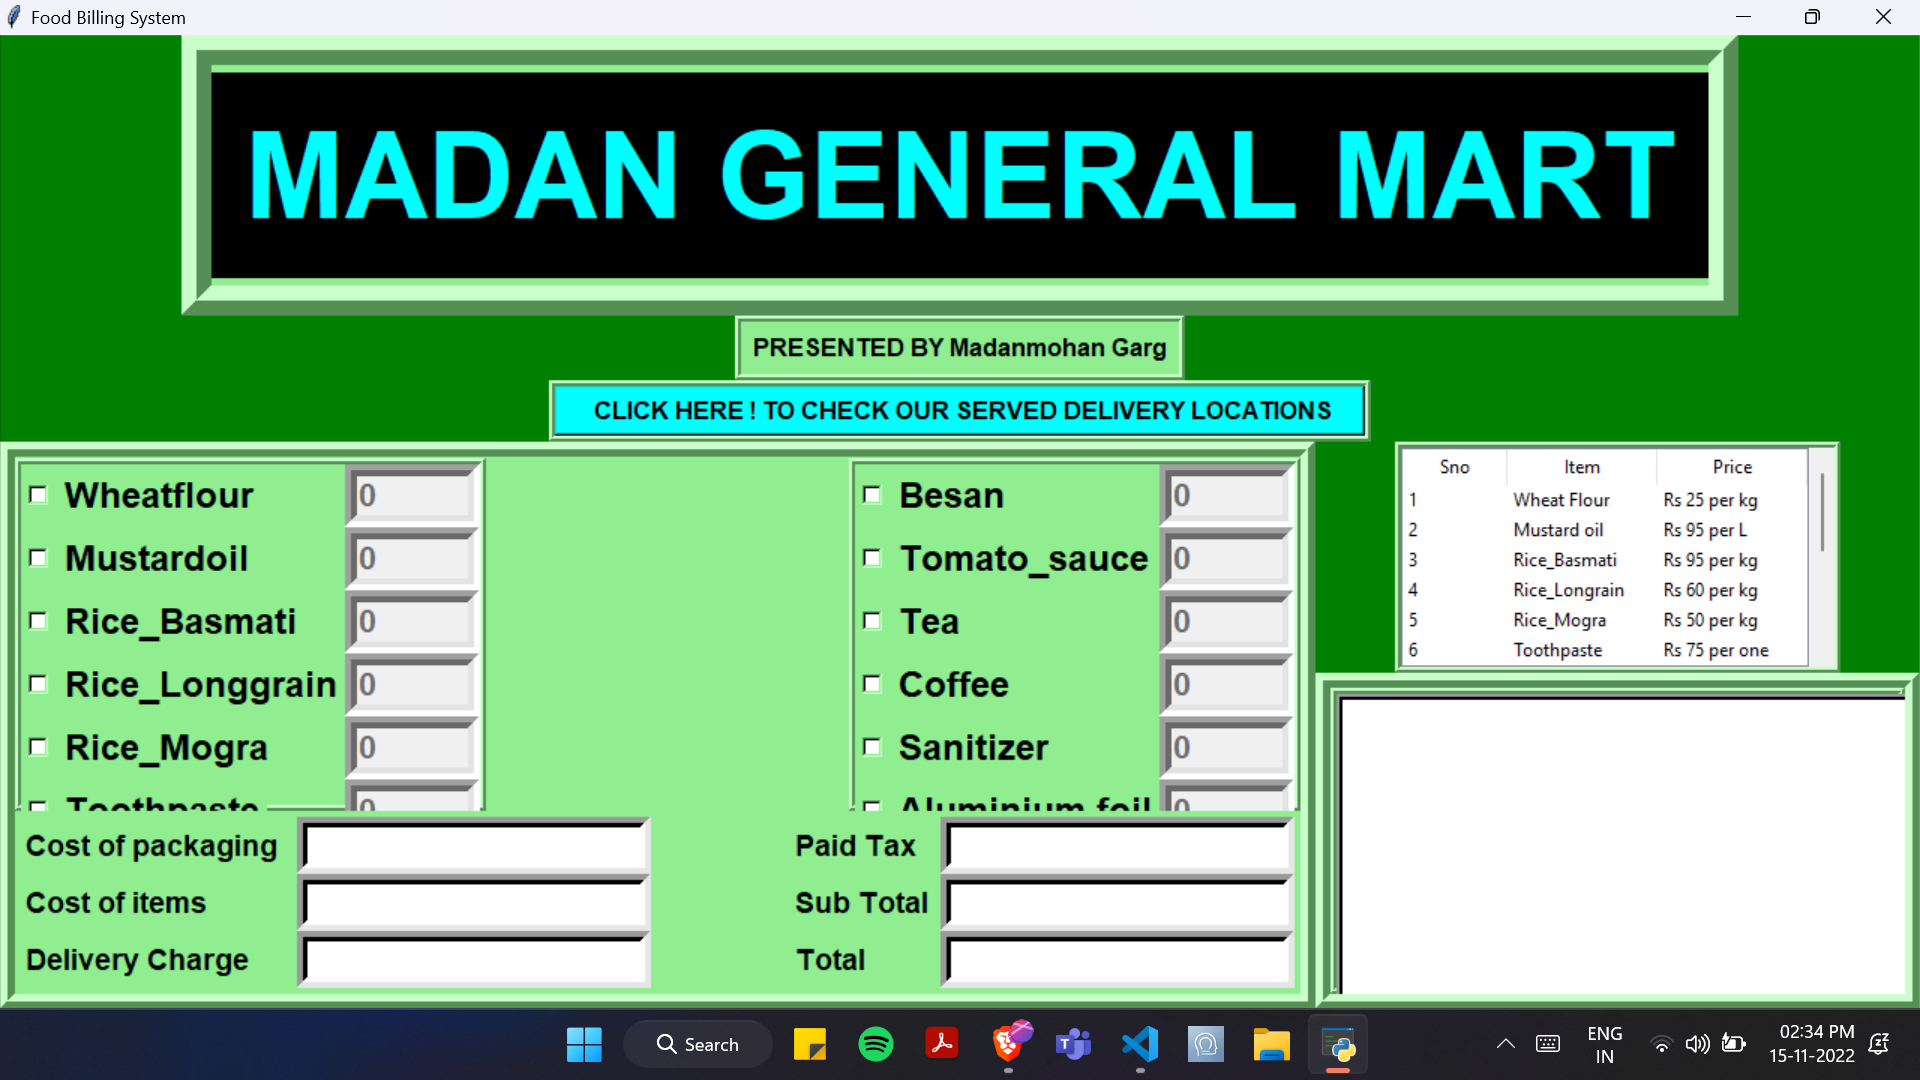 Food Billing System
MADAN GENERAL MART
PRESENTED BY Madanmohan Garg
CLICK HERE ! TO CHECK OUR SERVED DELIVERY LOCATIONS
Wheatflour 0
Mustardoil 0
Rice_Basmati 0
Rice_Longgrain 0
Rice_Mogra 0
Toothpaste 0
Besan 0
Tomato_sauce 0
Tea 0
Coffee 0
Sanitizer 0
Aluminium foil 0
Sno Item Price
1 Wheat Flour Rs 25 per kg
2 Mustard oil Rs 95 per L
3 Rice_Basmati Rs 95 per kg
4 Rice_Longrain Rs 60 per kg
5 Rice_Mogra Rs 50 per kg
6 Toothpaste Rs 75 per one
Cost of packaging
Cost of items
Delivery Charge
Paid Tax
Sub Total
Total
Search
ENG
IN
02:34 PM
15-11-2022